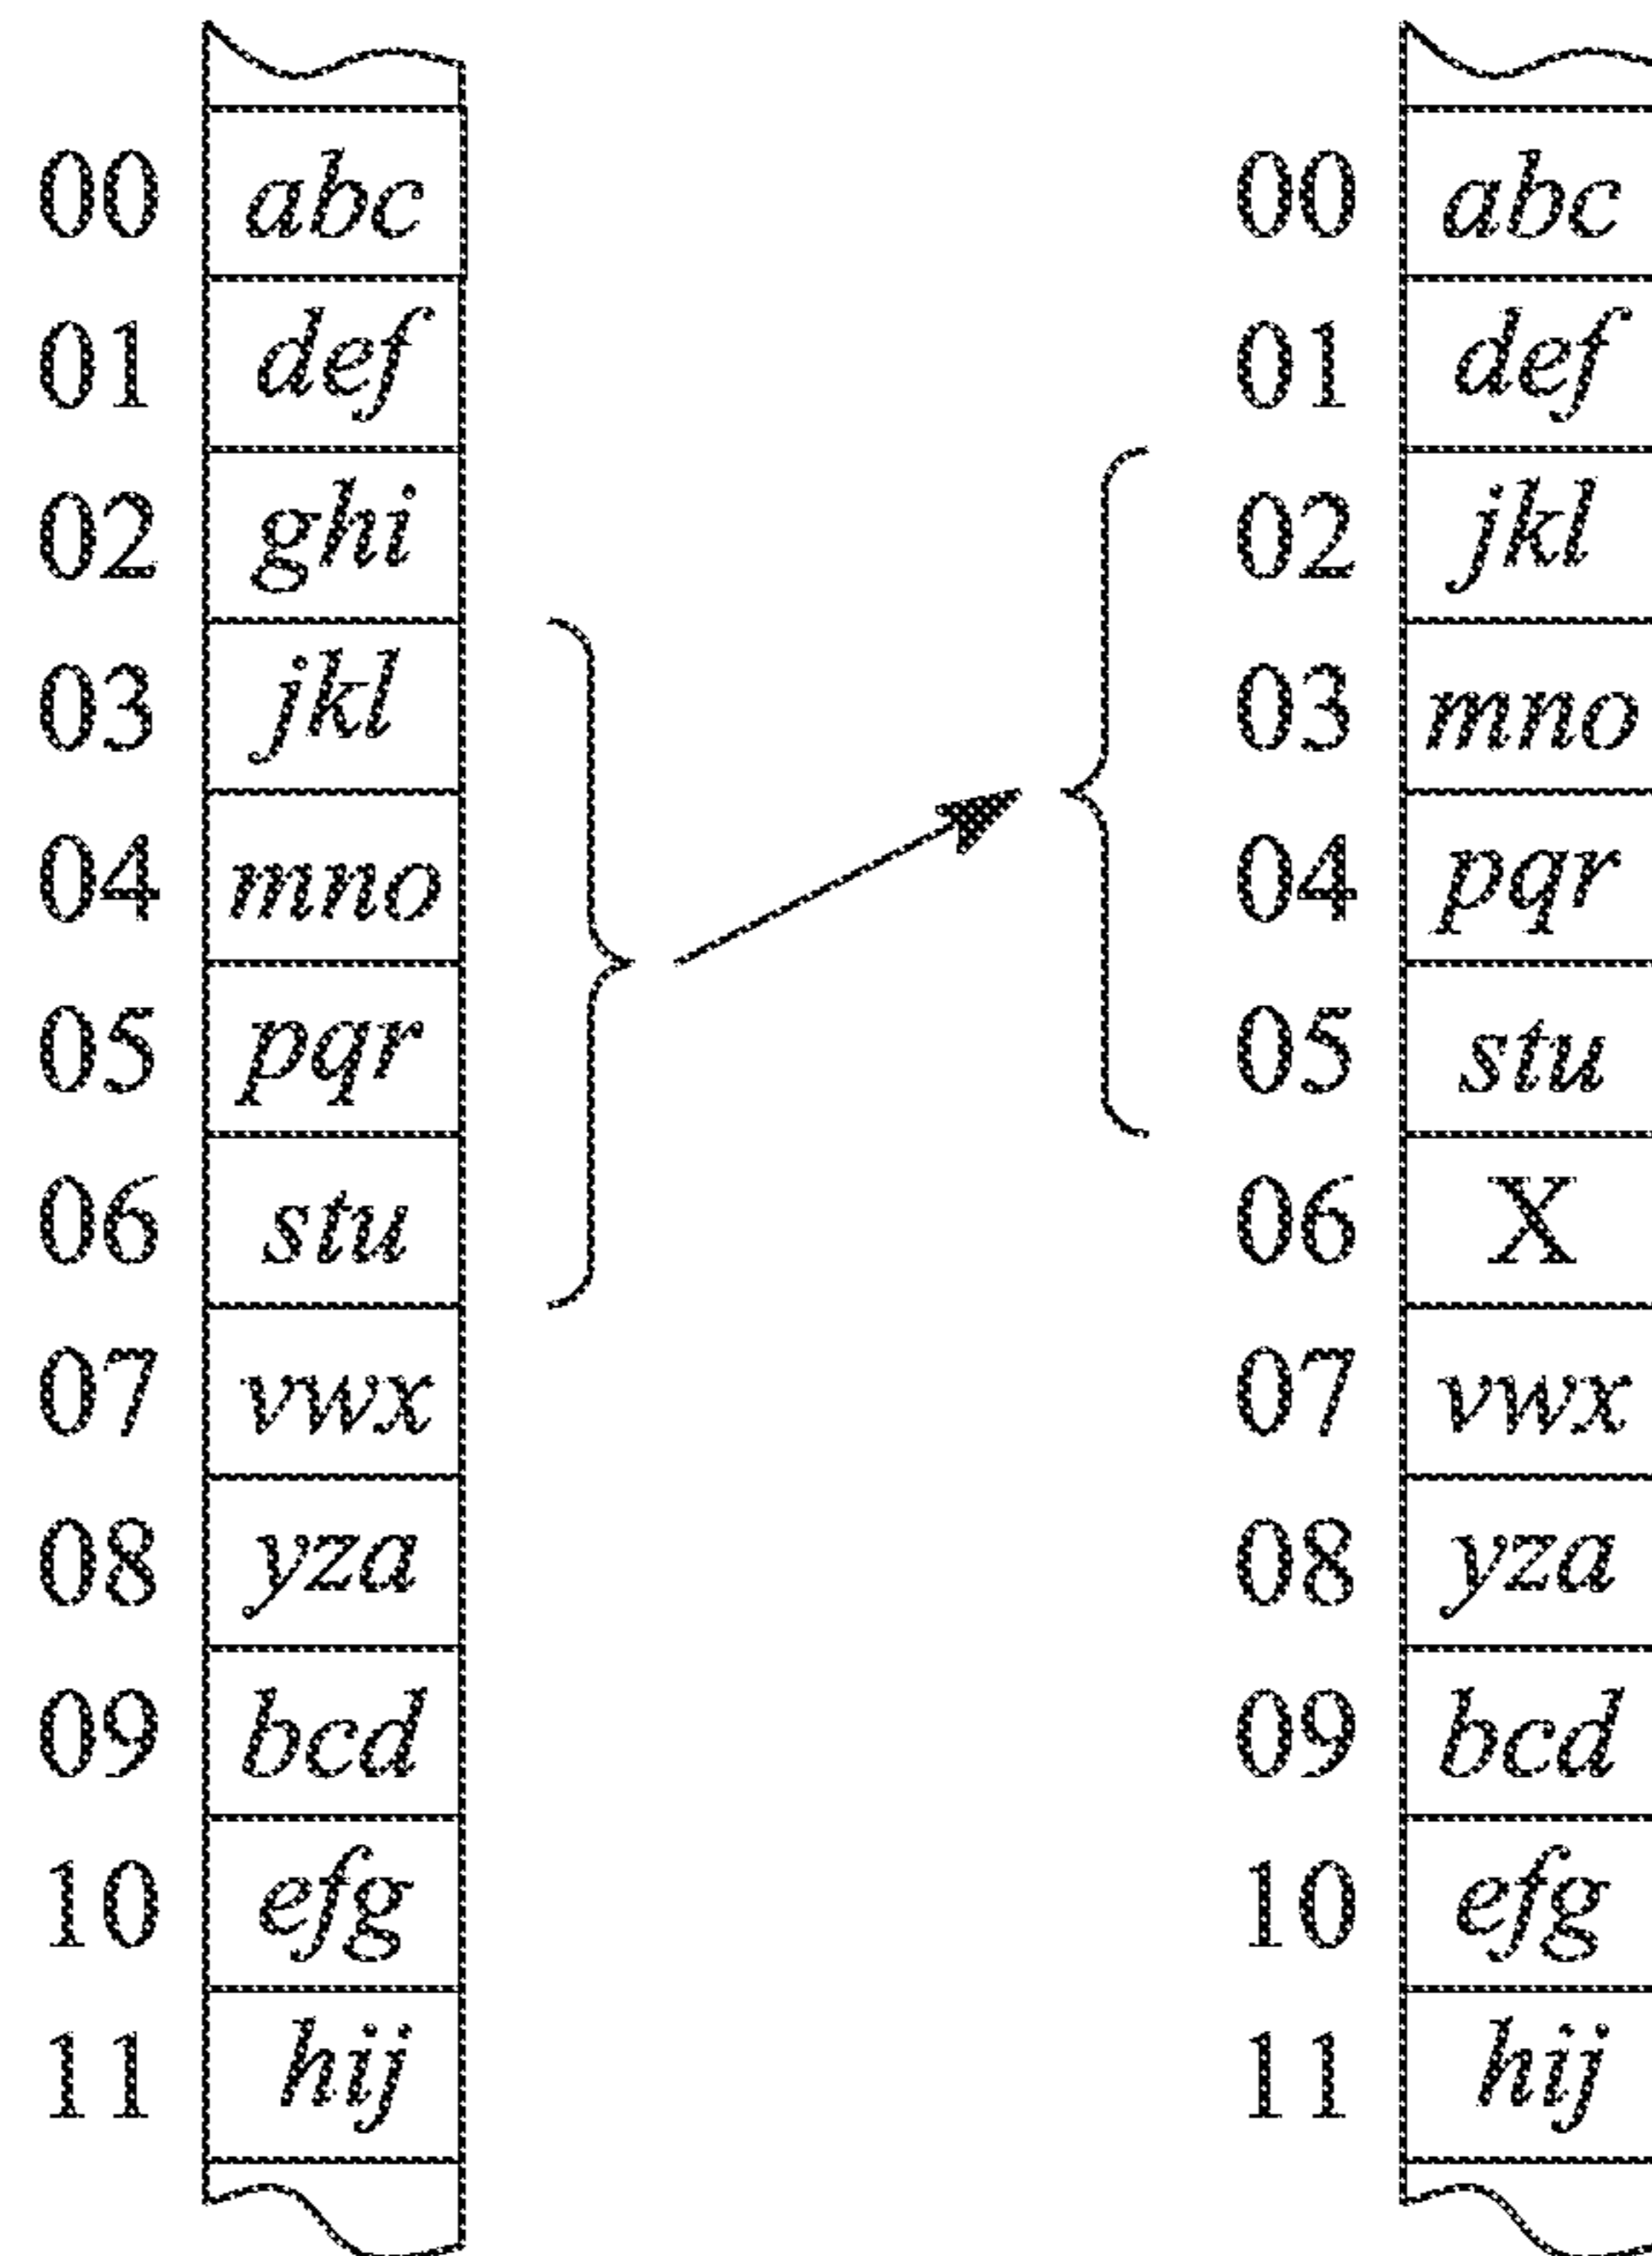 00 abc 00 abc
01 def 01 def
02 ghi 02 jkl
03 jkl 03 mno
04 mno 04 pqr
05 pqr 05 stu
06 stu 06 X
07 vwx 07 vwx
08 yza 08 yza
09 bcd 09 bcd
10 efg 10 efg
11 hij 11 hij